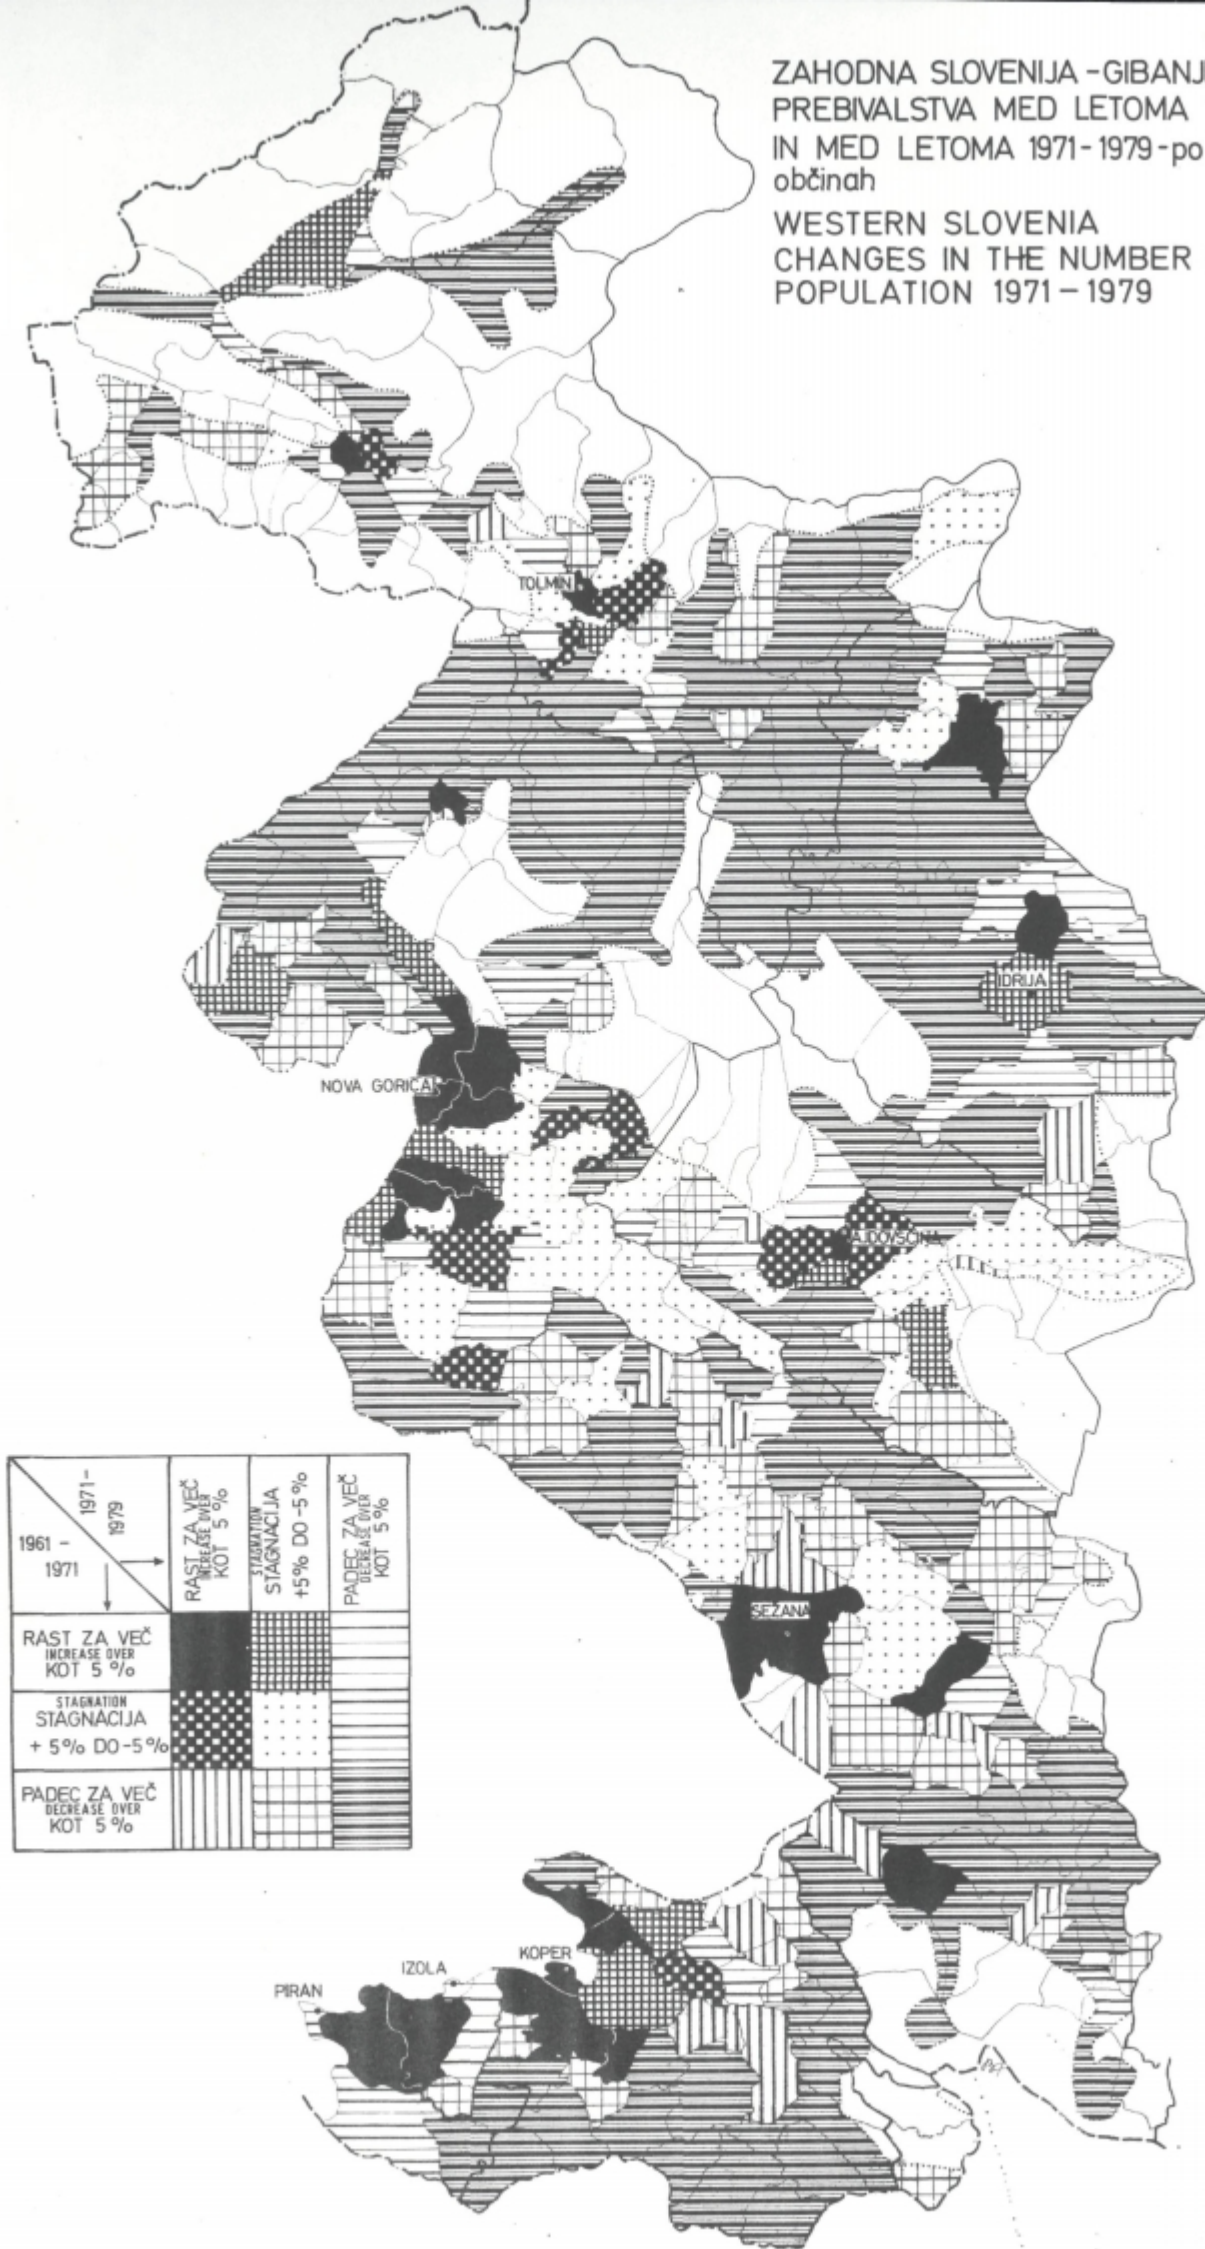 ZAHODNA SLOVENIJA - GIBANJ
PREBIVALSTVA MED LETOMA
IN MED LETOMA 1971 - 1979 - po
občinah
WESTERN SLOVENIA
CHANGES IN THE NUMBER
POPULATION 1971 - 1979
TOLMIN
IDRIJA
NOVA GORICA
AJDOVŠČINA
SEŽANA
KOPER
IZOLA
PIRAN
1971 -
1979
1961 -
1971
RAST ZA VEČ
INCREASE OVER
KOT 5 %
STAGNATION
STAGNACIJA
+5% DO -5%
PADEC ZA VEČ
DECREASE OVER
KOT 5 %
RAST ZA VEČ
INCREASE OVER
KOT 5 %
STAGNATION
STAGNACIJA
+ 5% DO -5%
PADEC ZA VEČ
DECREASE OVER
KOT 5 %